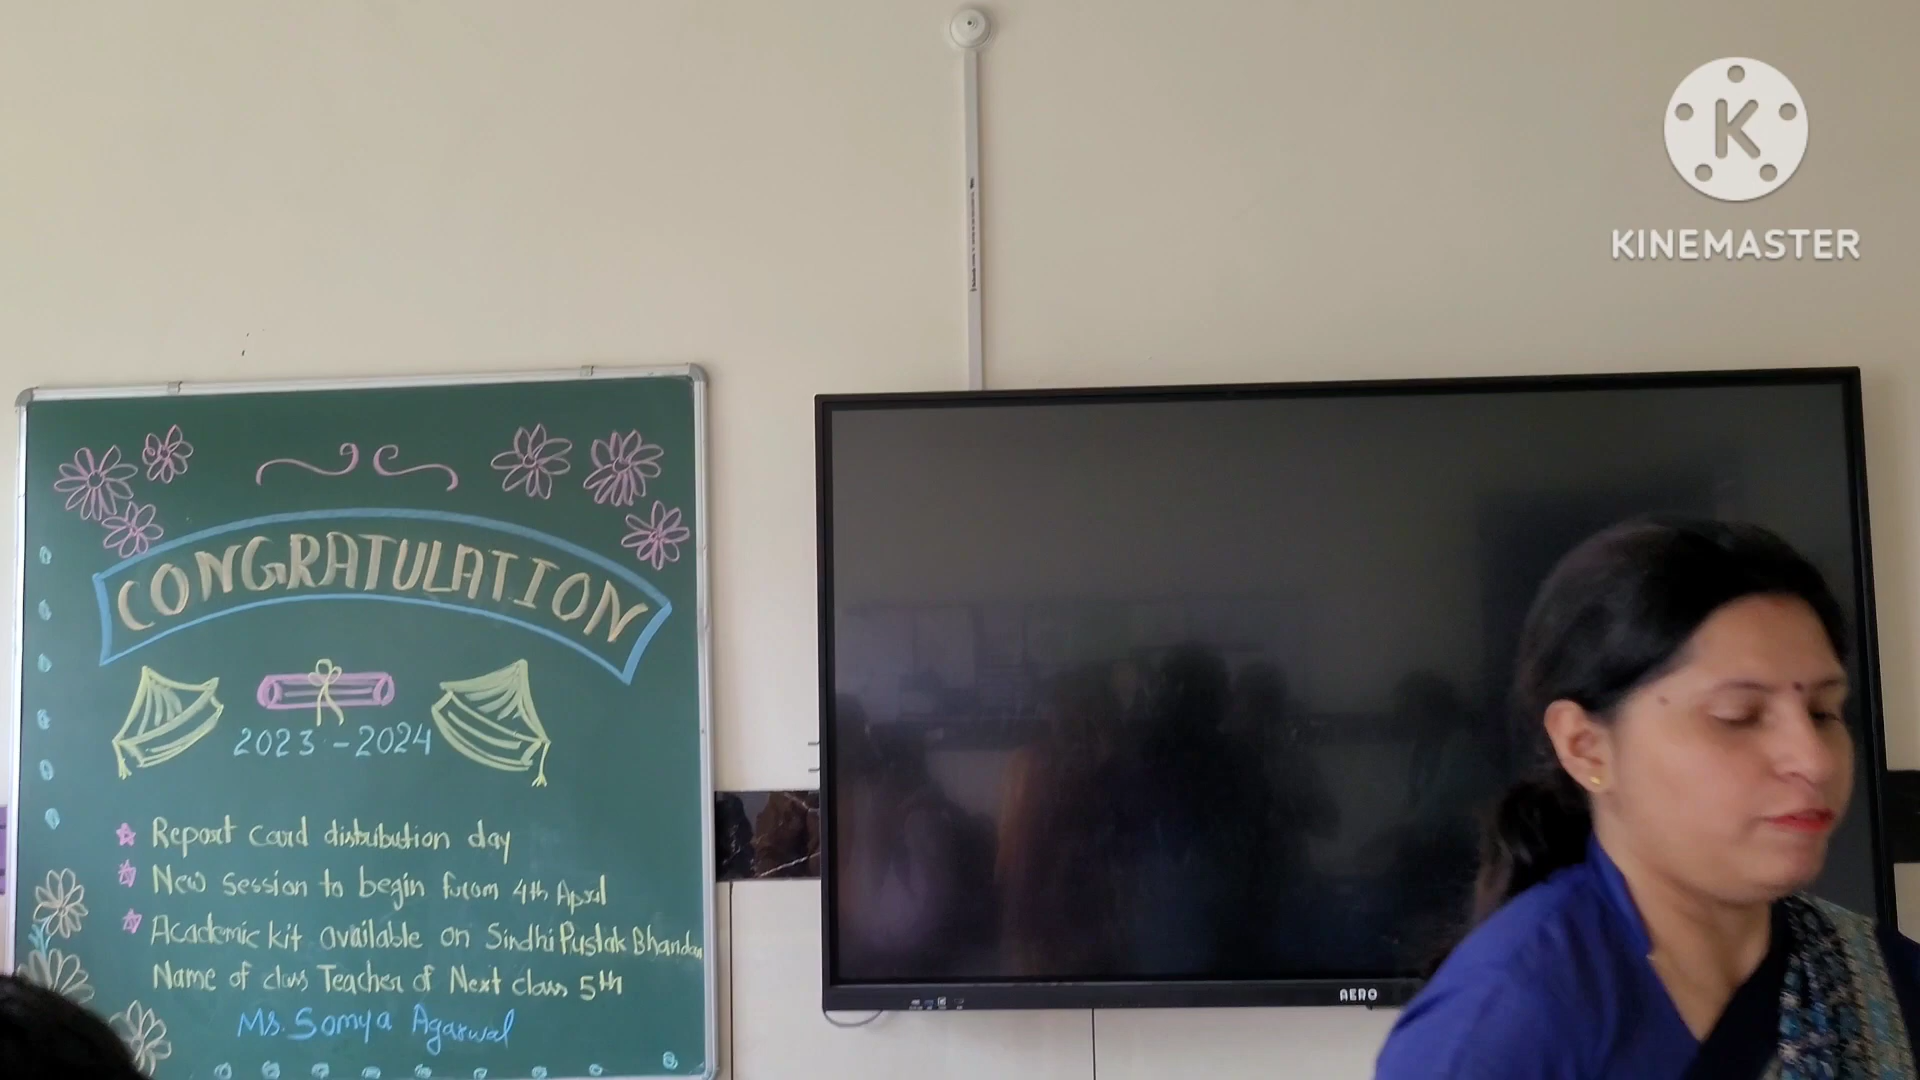 KINEMASTER
CONGRATULATION
2023-2024
Report card distribution day
New session to begin from 4th April
Academic kit available on Sindhi Pustak Bhandar
Name of class Teacher of Next class 5th
Ms. Somya Agarwal
AERO